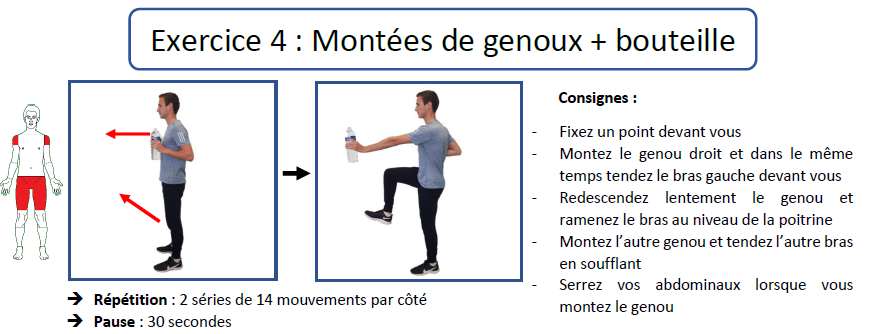 Exercice 4 : Montées de genoux + bouteille
Consignes :
- Fixez un point devant vous
- Montez le genou droit et dans le même
temps tendez le bras gauche devant vous
- Redescendez lentement le genou et
ramenez le bras au niveau de la poitrine
- Montez l’autre genou et tendez l’autre bras
en soufflant
- Serrez vos abdominaux lorsque vous
montez le genou
➔ Répétition : 2 séries de 14 mouvements par côté
➔ Pause : 30 secondes